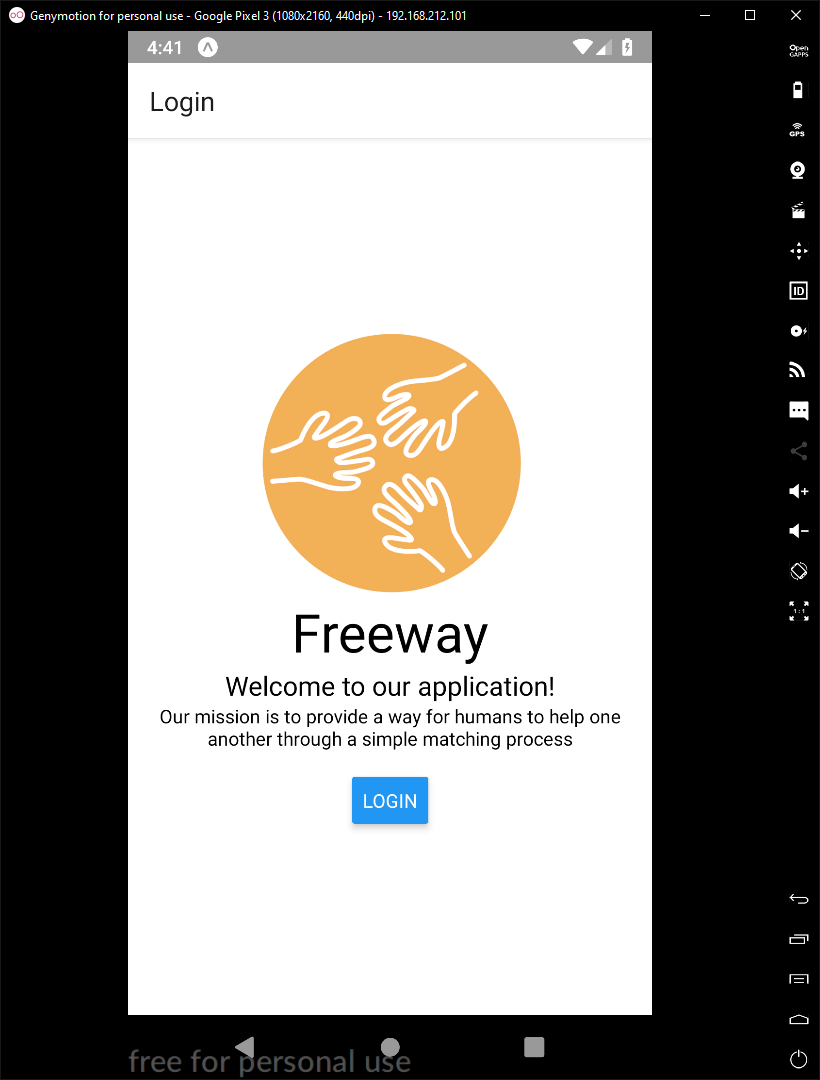 Genymotion for personal use - Google Pixel 3 (1080x2160, 440dpi) - 192.168.212.101
4:41
Open
GAPPS
Login
GPS
ID
1:1
Freeway
Welcome to our application!
Our mission is to provide a way for humans to help one
another through a simple matching process
LOGIN
free for personal use